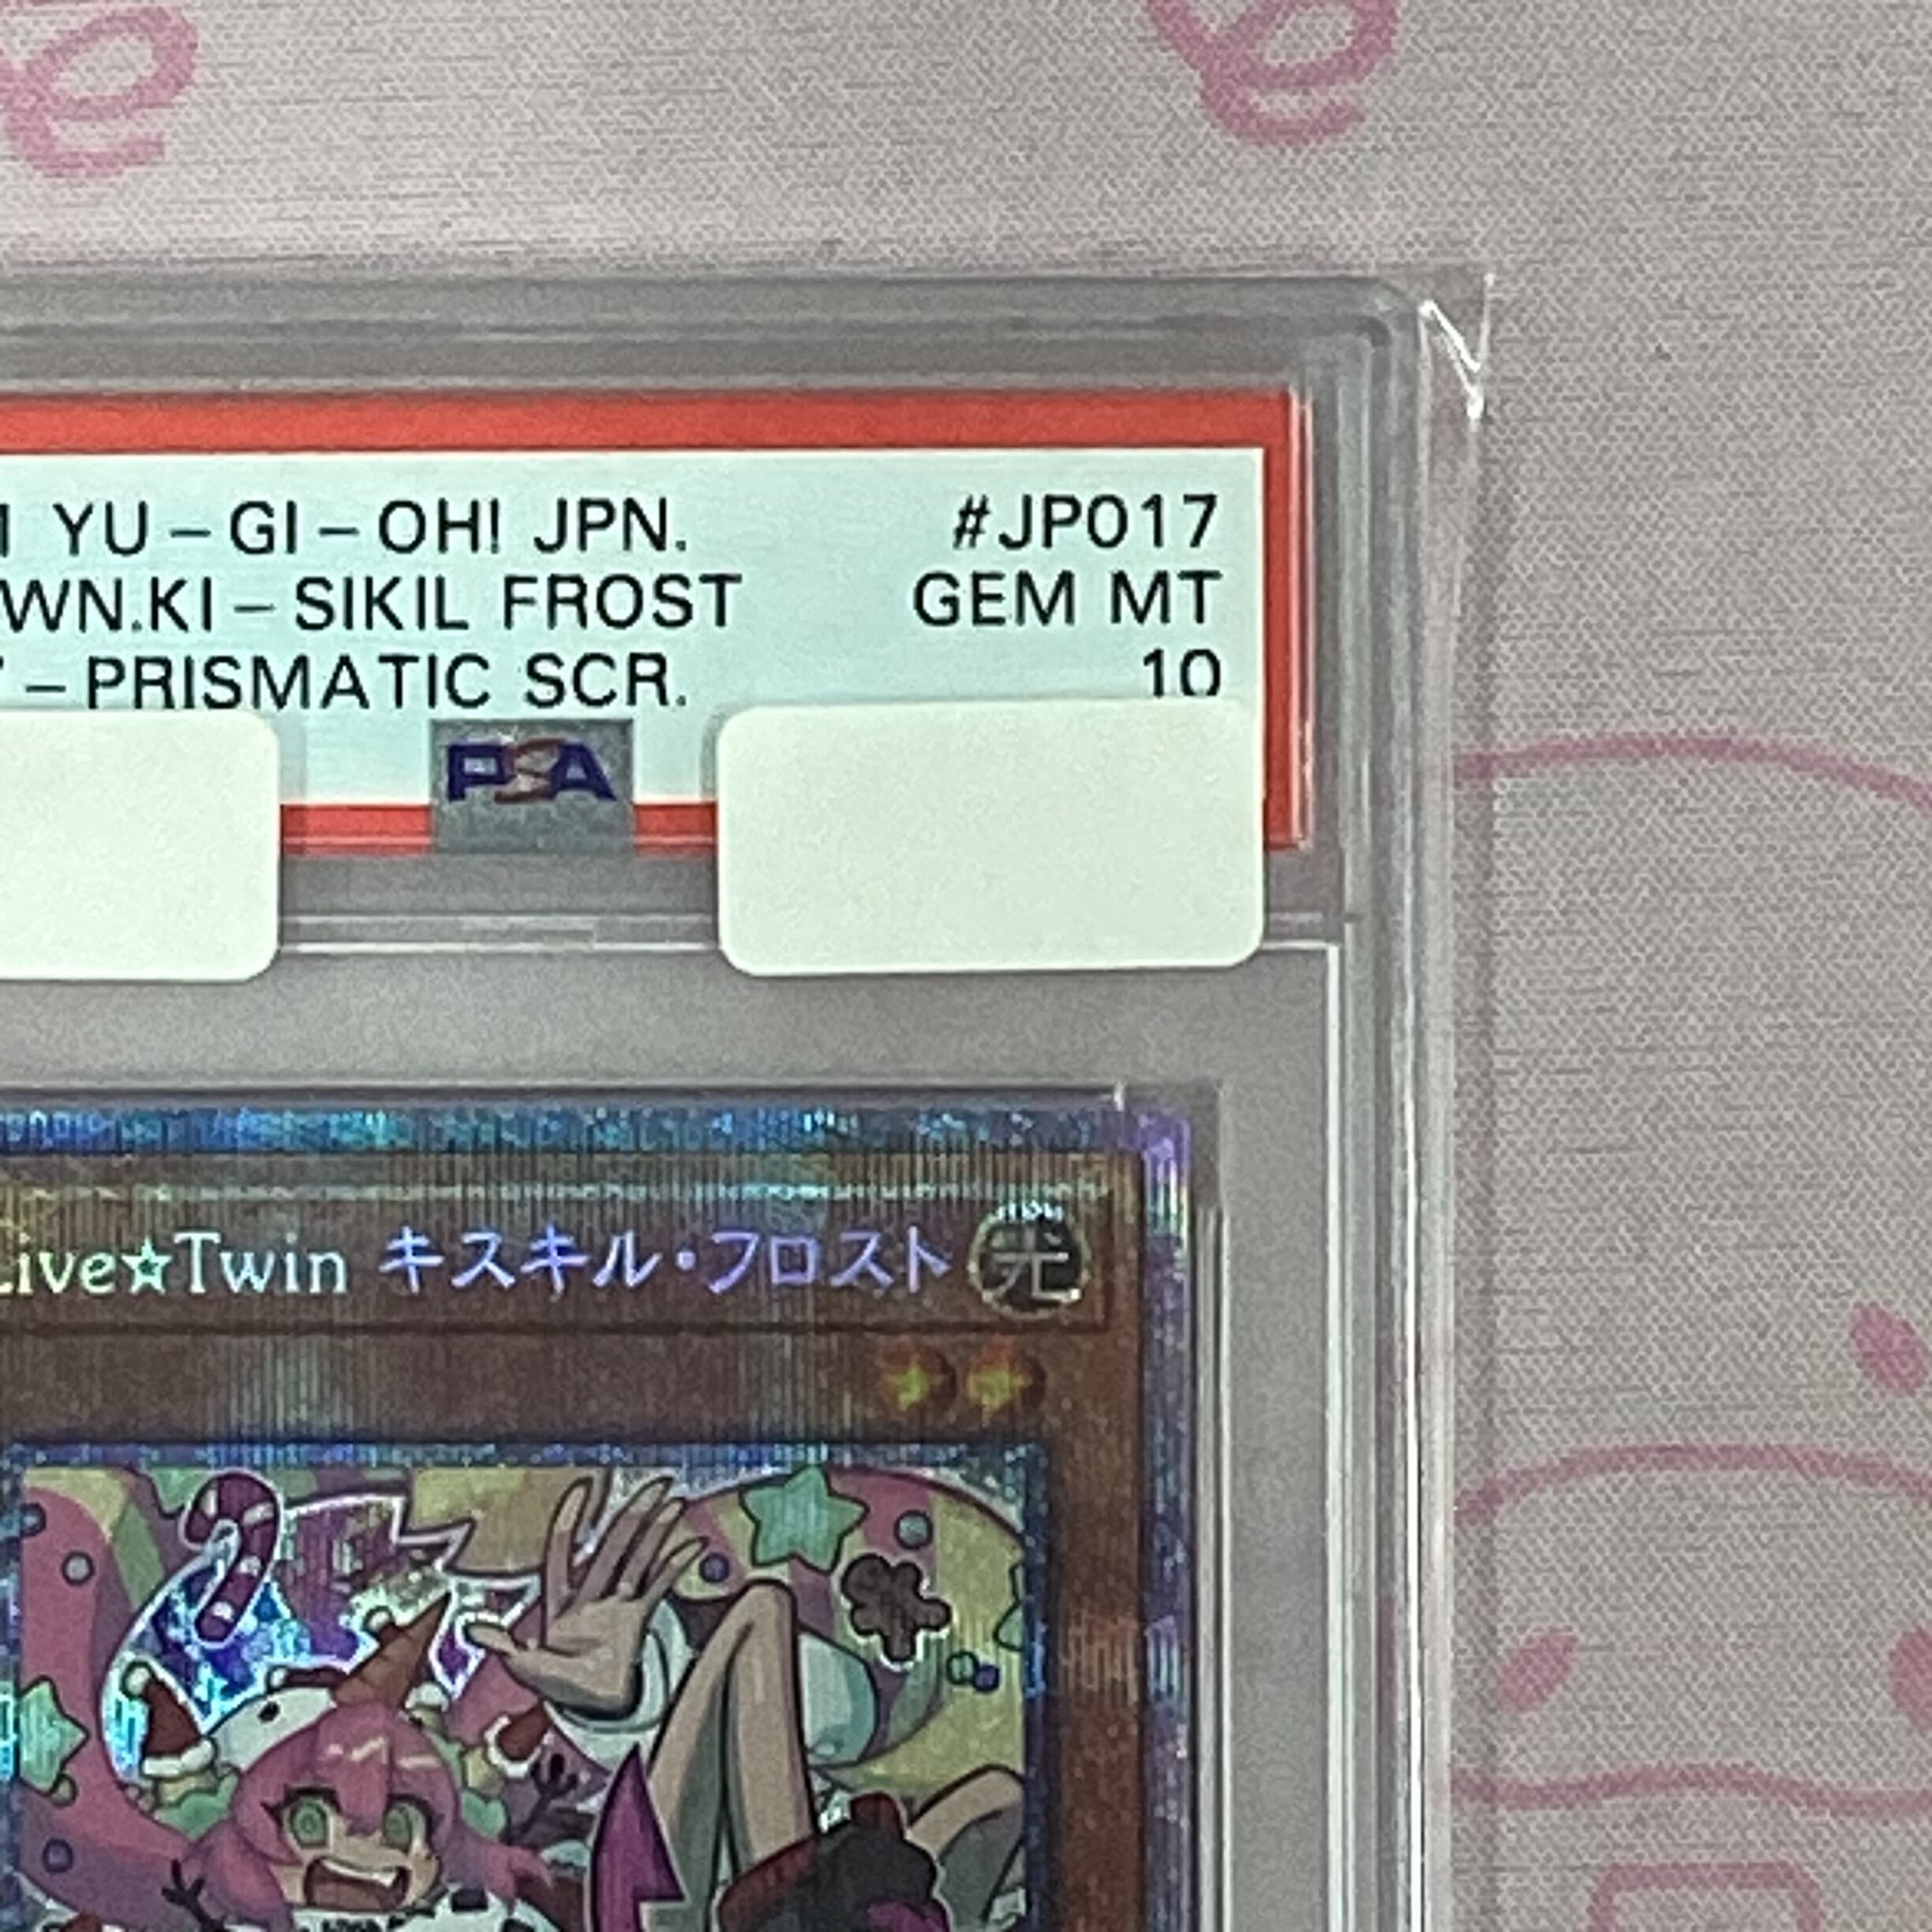 YU-GI-OH! JPN. #JP017
WN.KI-SIKIL FROST GEM MT
-PRISMATIC SCR. 10
PSA
Live★Twin キスキル・フロスト 光